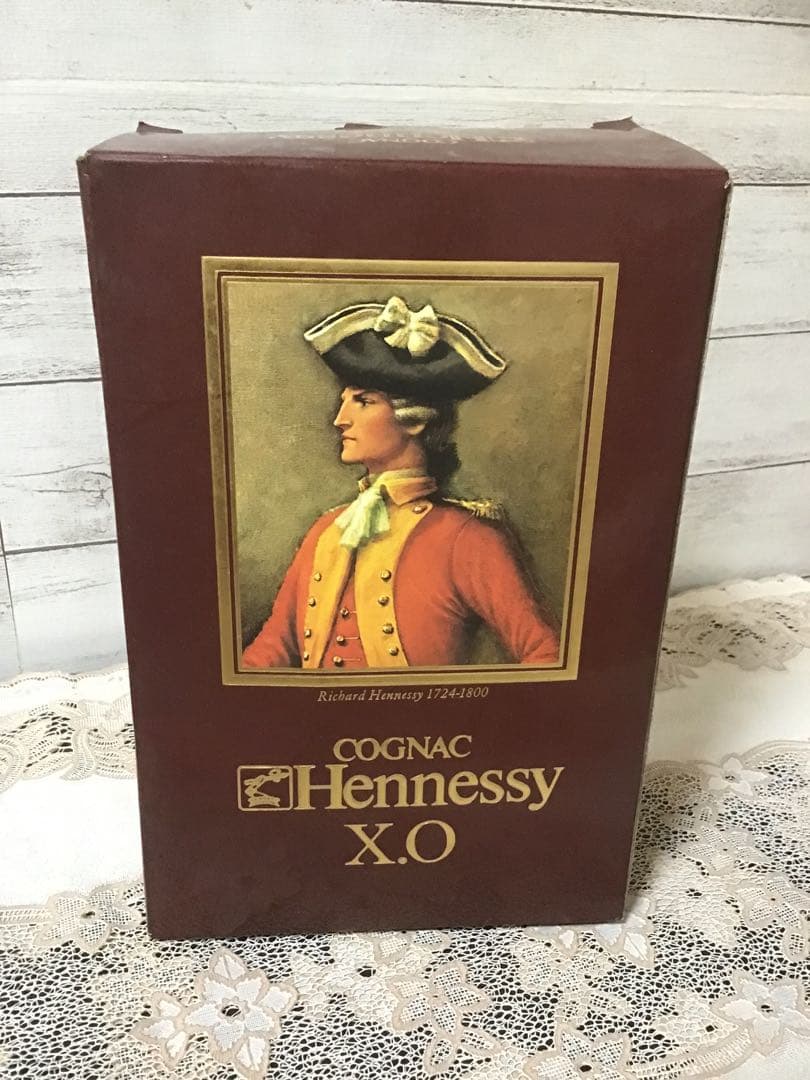 Richard Hennessy 1724-1800
COGNAC
Hennessy
X.O